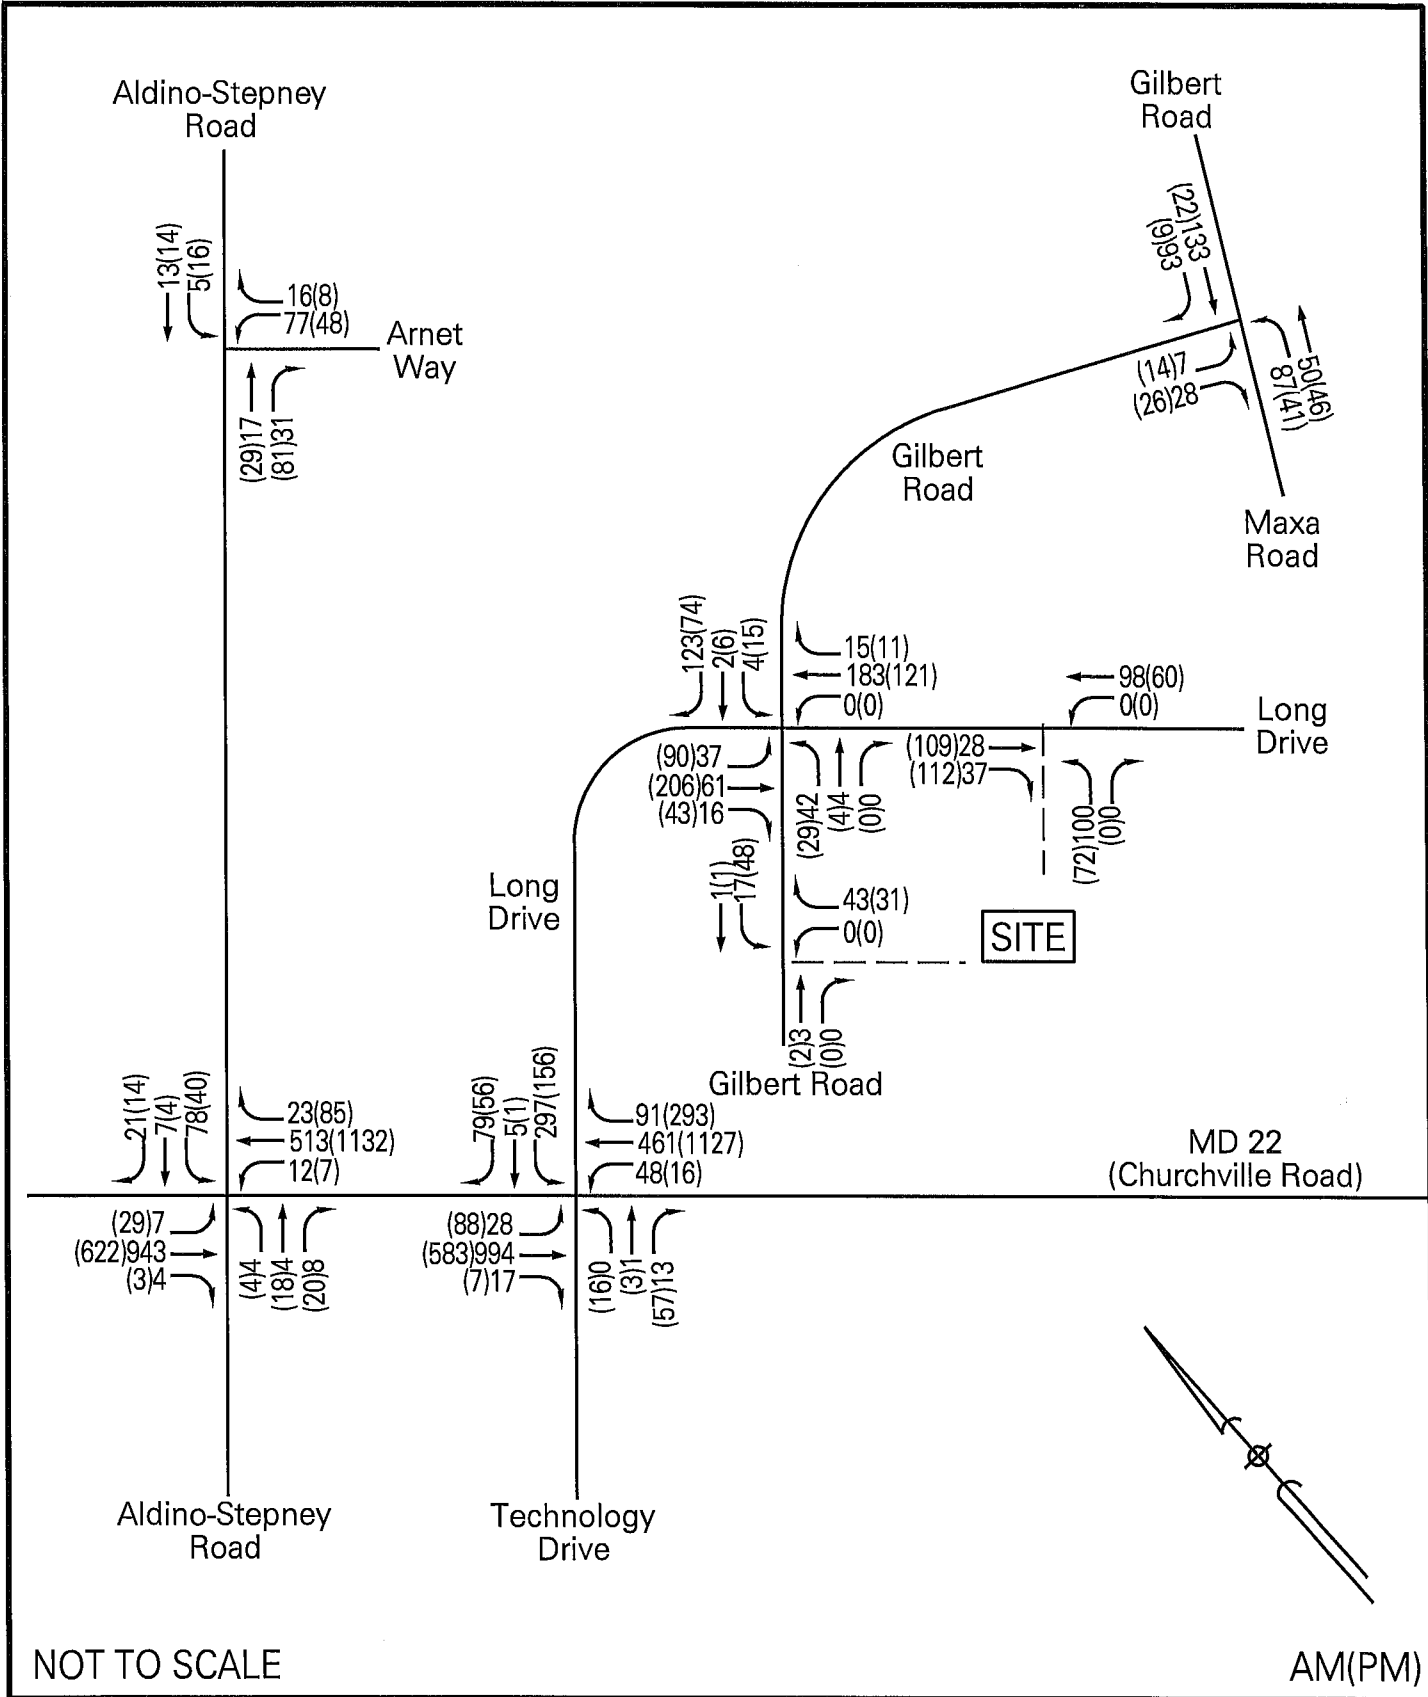 Aldino-Stepney
Road
Gilbert
Road
13(14)
5(16)
16(8)
77(48)
Arnet
Way
(29)17
(81)31
(22)133
(9)93
(14)7
(26)28
50(46)
87(41)
Gilbert
Road
Maxa
Road
123(74)
2(6)
4(15)
15(11)
183(121)
0(0)
98(60)
0(0)
Long
Drive
(90)37
(206)61
(43)16
(29)42
(4)4
(0)0
(109)28
(112)37
(72)100
(0)0
Long
Drive
1(1)
17(48)
43(31)
0(0)
SITE
(2)3
(0)0
Gilbert Road
21(14)
7(4)
78(40)
23(85)
513(1132)
12(7)
79(56)
5(1)
297(156)
91(293)
461(1127)
48(16)
MD 22
(Churchville Road)
(29)7
(622)943
(3)4
(4)4
(18)4
(20)8
(88)28
(583)994
(7)17
(16)0
(3)1
(57)13
Aldino-Stepney
Road
Technology
Drive
NOT TO SCALE
AM(PM)